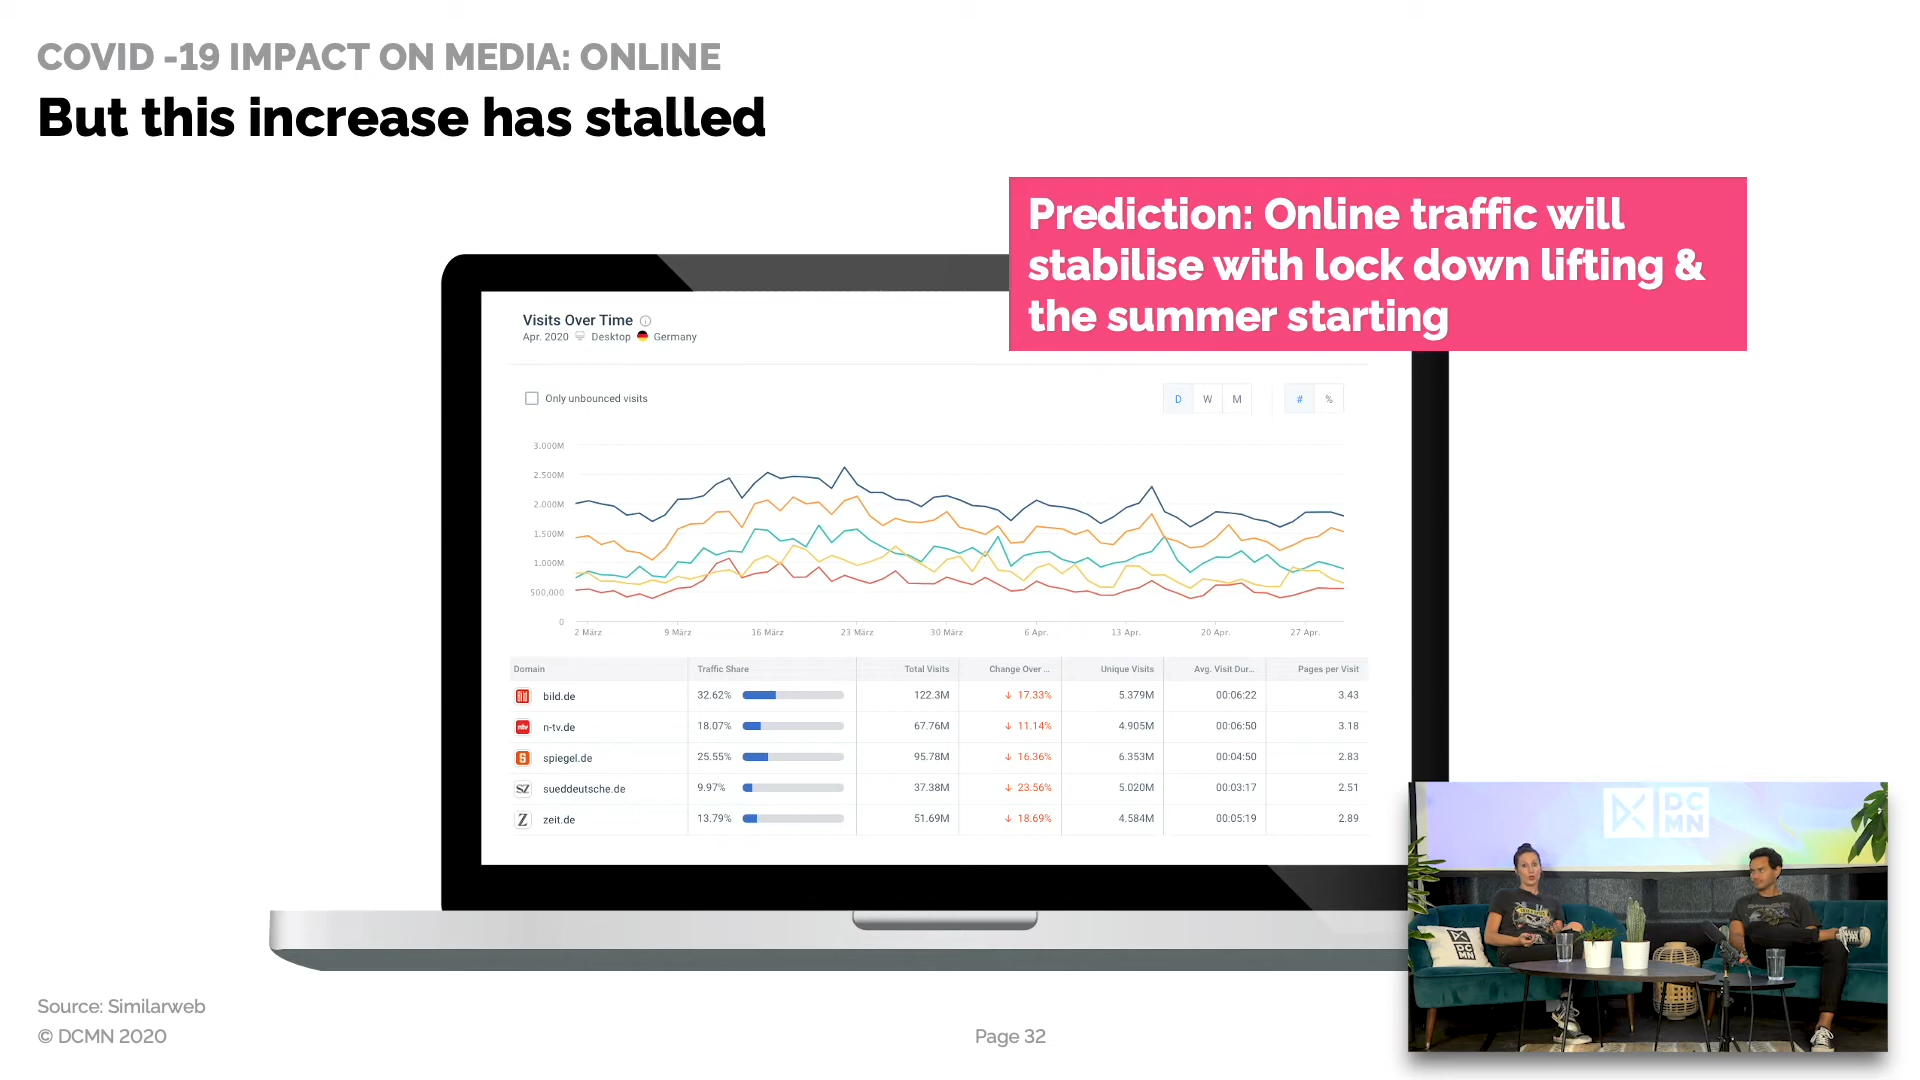 COVID -19 IMPACT ON MEDIA: ONLINE
But this increase has stalled
Prediction: Online traffic will
stabilise with lock down lifting &
the summer starting
Visits Over Time
Apr. 2020 Desktop Germany
Only unbounced visits
D W M # %
3.000M
2.500M
2.000M
1.500M
1.000M
500,000
0
2 März 9 März 16 März 23 März 30 März 6 Apr. 13 Apr. 20 Apr. 27 Apr.
Domain Traffic Share Total Visits Change Over ... Unique Visits Avg. Visit Dur... Pages per Visit
bild.de 32.62% 122.3M ↓ 17.33% 5.379M 00:06:22 3.43
n-tv.de 18.07% 67.76M ↓ 11.14% 4.905M 00:06:50 3.18
spiegel.de 25.55% 95.78M ↓ 16.36% 6.353M 00:04:50 2.83
SZ sueddeutsche.de 9.97% 37.38M ↓ 23.56% 5.020M 00:03:17 2.51
Z zeit.de 13.79% 51.69M ↓ 18.69% 4.584M 00:05:19 2.89
DC
MN
DC
MN
Source: Similarweb
© DCMN 2020
Page 32